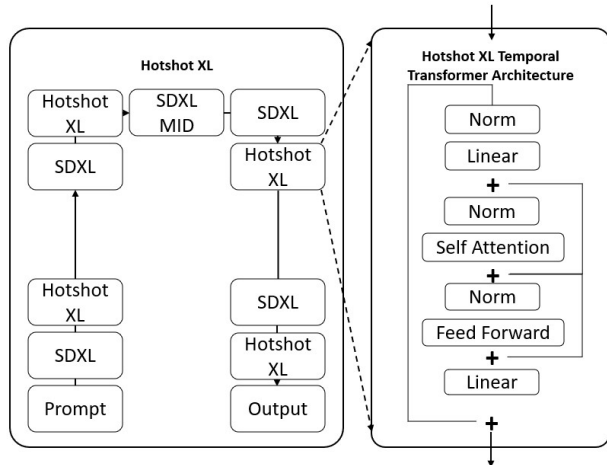 Hotshot XL
Hotshot
XL
SDXL
MID
SDXL
SDXL
Hotshot
XL
Hotshot
XL
SDXL
SDXL
Hotshot
XL
Prompt
Output
Hotshot XL Temporal
Transformer Architecture
Norm
Linear
+
Norm
Self Attention
+
Norm
Feed Forward
+
Linear
+